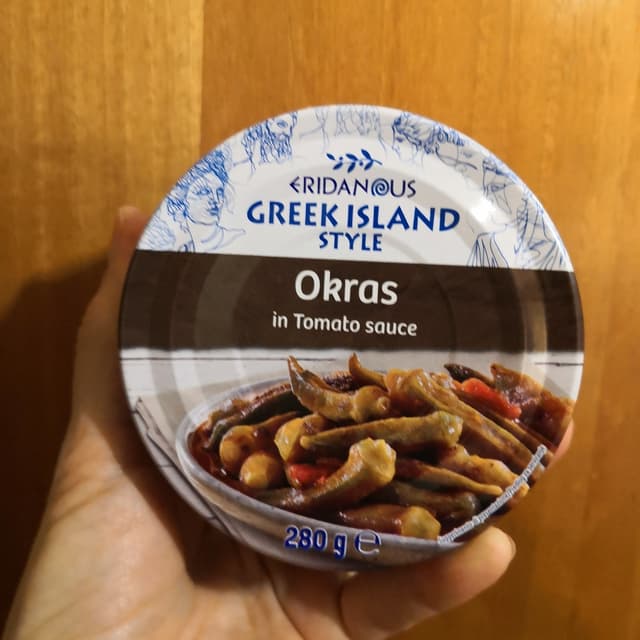 ERIDANOUS
GREEK ISLAND
STYLE
Okras
in Tomato sauce
280 g ℮